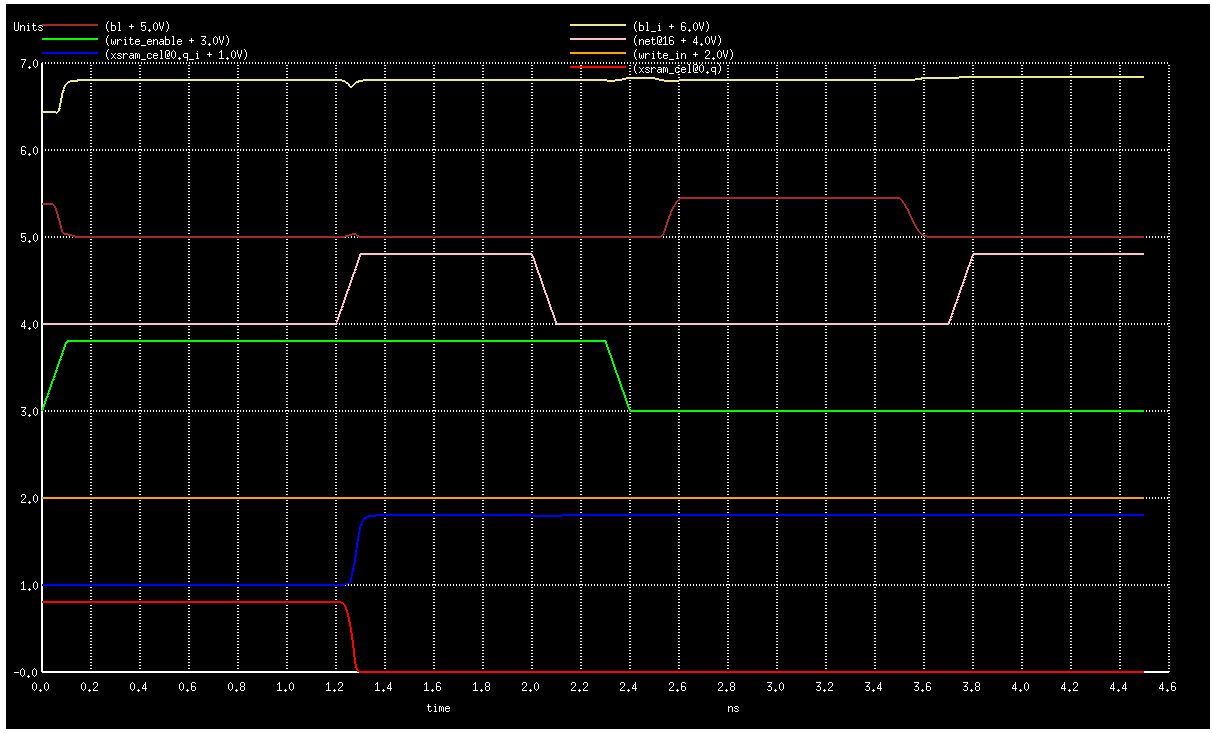 Units (bl + 5.0V) (bl_i + 6.0V)
(write_enable + 3.0V) (net@16 + 4.0V)
(xsram_cel@0.q_i + 1.0V) (write_in + 2.0V)
(xsram_cel@0.q)
7.0
6.0
5.0
4.0
3.0
2.0
1.0
-0.0
0.0 0.2 0.4 0.6 0.8 1.0 1.2 1.4 1.6 1.8 2.0 2.2 2.4 2.6 2.8 3.0 3.2 3.4 3.6 3.8 4.0 4.2 4.4 4.6
time ns